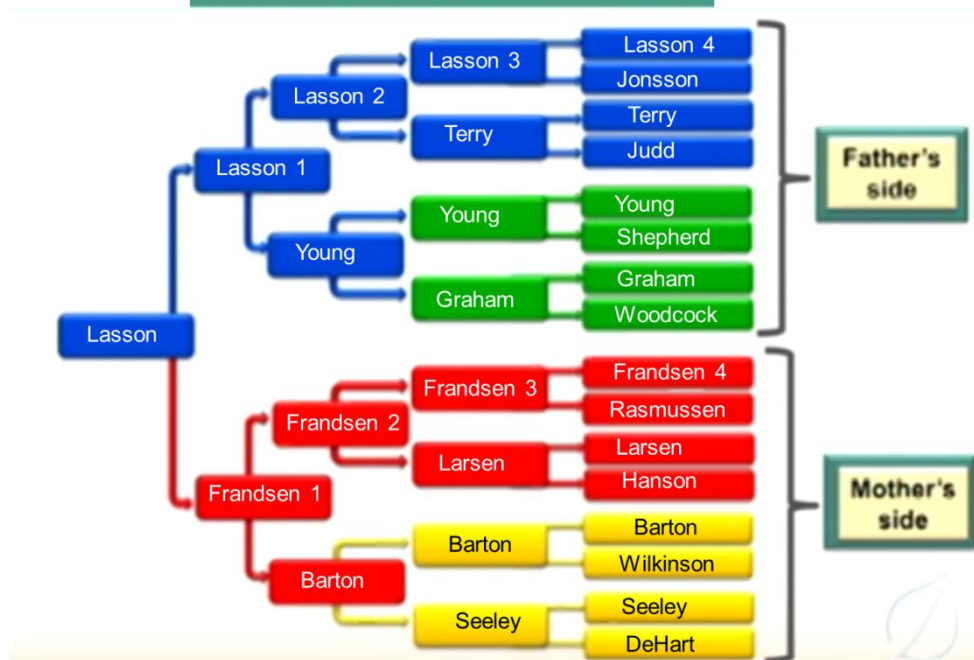 Lasson
Lasson 1
Frandsen 1
Lasson 2
Young
Frandsen 2
Barton
Lasson 3
Terry
Young
Graham
Frandsen 3
Larsen
Barton
Seeley
Lasson 4
Jonsson
Terry
Judd
Young
Shepherd
Graham
Woodcock
Frandsen 4
Rasmussen
Larsen
Hanson
Barton
Wilkinson
Seeley
DeHart
Father's
side
Mother's
side